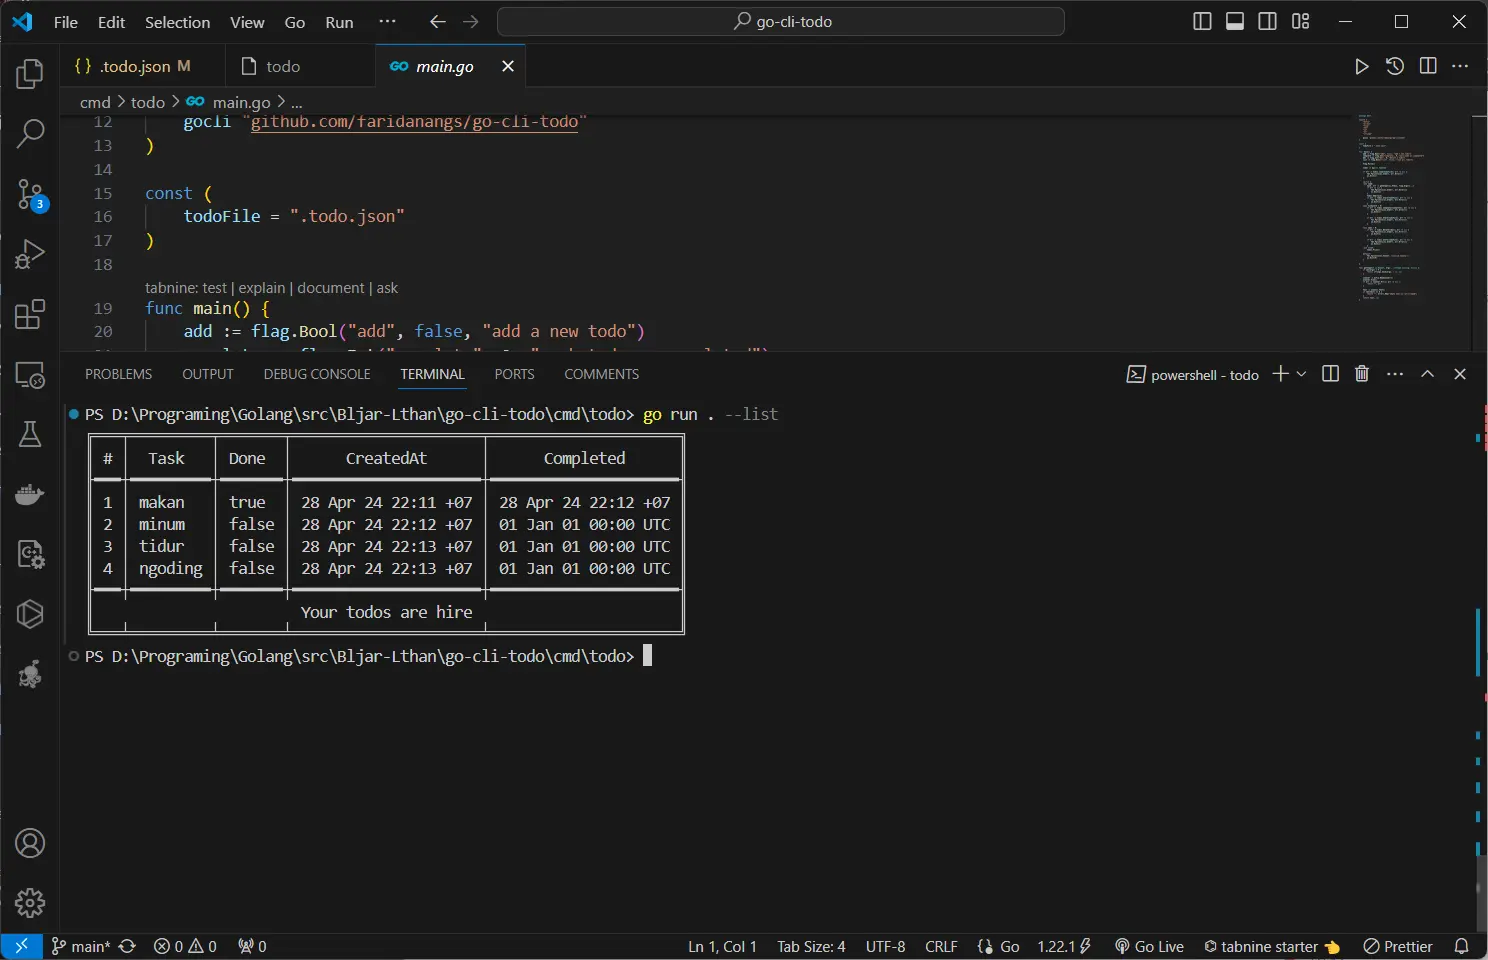 File Edit Selection View Go Run ··· go-cli-todo
{} .todo.json M todo GO main.go
cmd > todo > GO main.go > ...
12 gocli "github.com/faridanangs/go-cli-todo"
13 )
14
15 const (
16 todoFile = ".todo.json"
17 )
18
tabnine: test | explain | document | ask
19 func main() {
20 add := flag.Bool("add", false, "add a new todo")
PROBLEMS OUTPUT DEBUG CONSOLE TERMINAL PORTS COMMENTS powershell - todo
PS D:\Programing\Golang\src\Bljar-Lthan\go-cli-todo\cmd\todo> go run . --list
# Task Done CreatedAt Completed
1 makan true 28 Apr 24 22:11 +07 28 Apr 24 22:12 +07
2 minum false 28 Apr 24 22:12 +07 01 Jan 01 00:00 UTC
3 tidur false 28 Apr 24 22:13 +07 01 Jan 01 00:00 UTC
4 ngoding false 28 Apr 24 22:13 +07 01 Jan 01 00:00 UTC
Your todos are hire
PS D:\Programing\Golang\src\Bljar-Lthan\go-cli-todo\cmd\todo>
3
main* 0 0 0 Ln 1, Col 1 Tab Size: 4 UTF-8 CRLF Go 1.22.1 Go Live tabnine starter Prettier